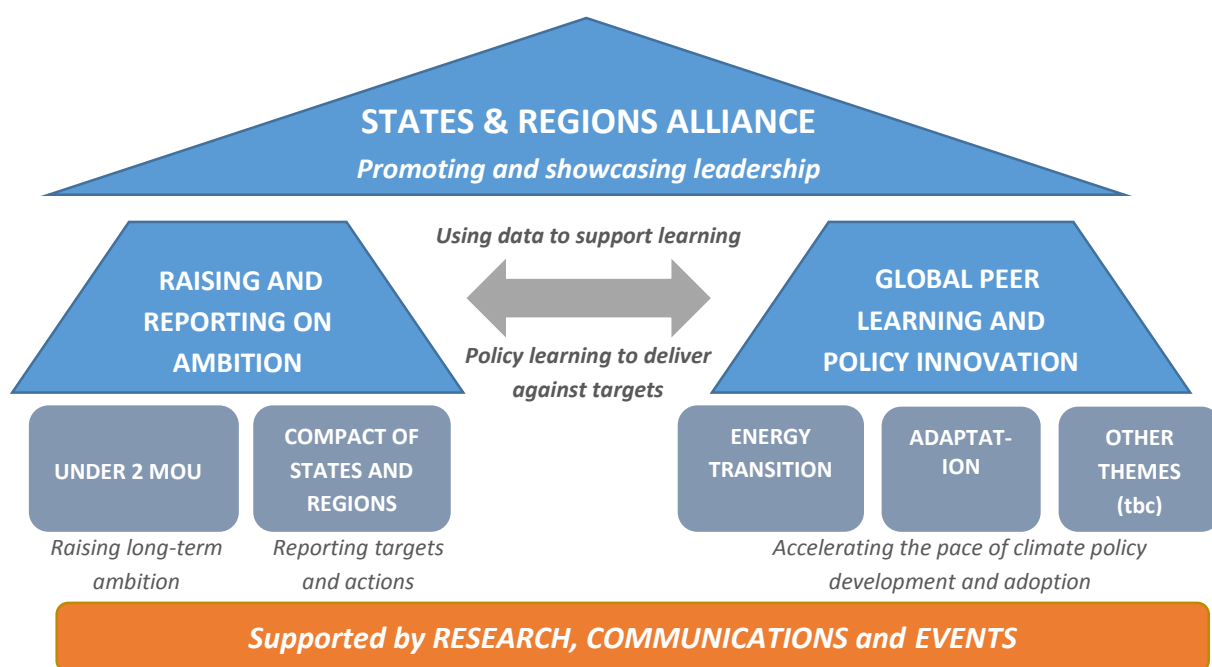 STATES & REGIONS ALLIANCE
Promoting and showcasing leadership
RAISING AND
REPORTING ON
AMBITION
Using data to support learning
Policy learning to deliver
against targets
GLOBAL PEER
LEARNING AND
POLICY INNOVATION
UNDER 2 MOU
COMPACT OF
STATES AND
REGIONS
ENERGY
TRANSITION
ADAPTAT-
ION
OTHER
THEMES
(tbc)
Raising long-term
ambition
Reporting targets
and actions
Accelerating the pace of climate policy
development and adoption
Supported by RESEARCH, COMMUNICATIONS and EVENTS